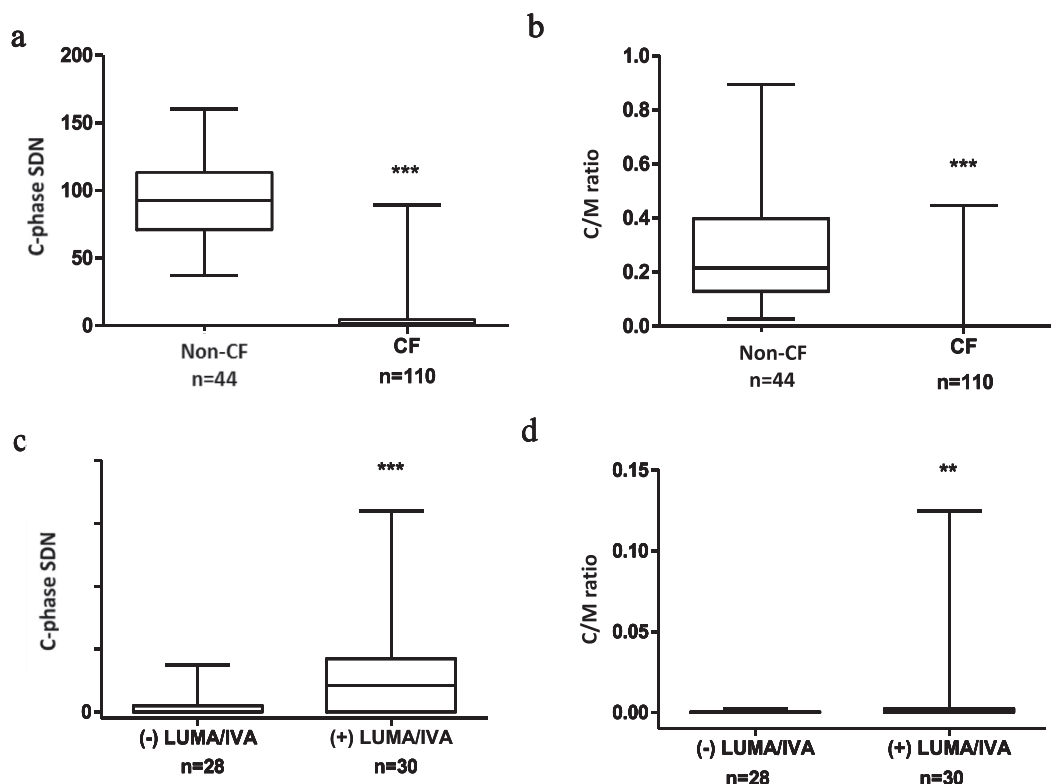 a
200
150
100
50
0
C-phase SDN
***
Non-CF
n=44
CF
n=110
b
1.0
0.8
0.6
0.4
0.2
0.0
C/M ratio
***
Non-CF
n=44
CF
n=110
c
C-phase SDN
0
***
(-) LUMA/IVA
n=28
(+) LUMA/IVA
n=30
d
0.15
0.10
0.05
0.00
C/M ratio
**
(-) LUMA/IVA
n=28
(+) LUMA/IVA
n=30